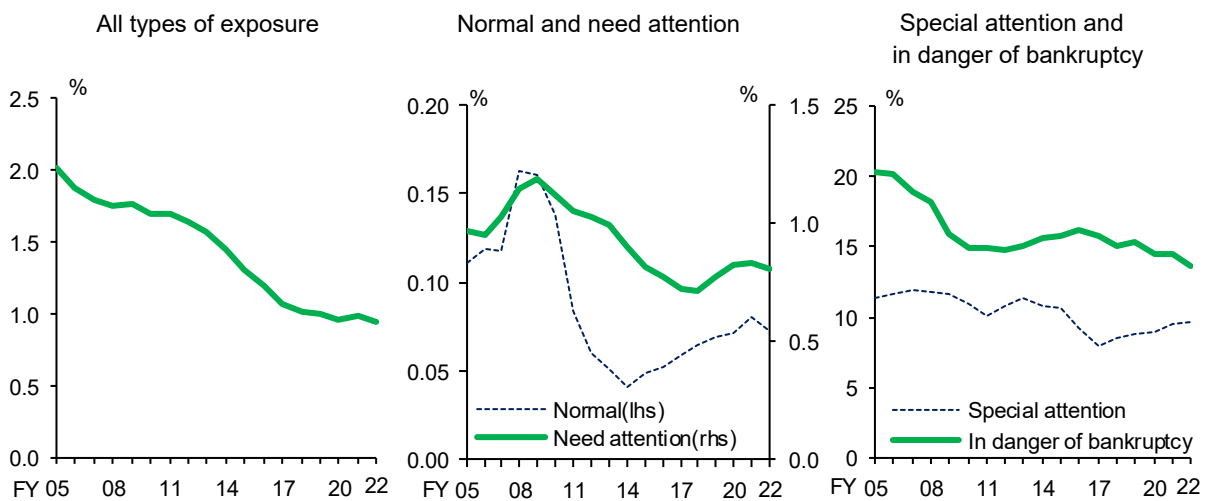 All types of exposure
%
2.5
2.0
1.5
1.0
0.5
0.0
FY 05 08 11 14 17 20 22
Normal and need attention
% %
0.20 1.5
0.15
1.0
0.10
0.5
0.05
Normal(lhs)
Need attention(rhs)
0.00 0.0
FY 05 08 11 14 17 20 22
Special attention and
in danger of bankruptcy
%
25
20
15
10
5
Special attention
In danger of bankruptcy
0
FY 05 08 11 14 17 20 22